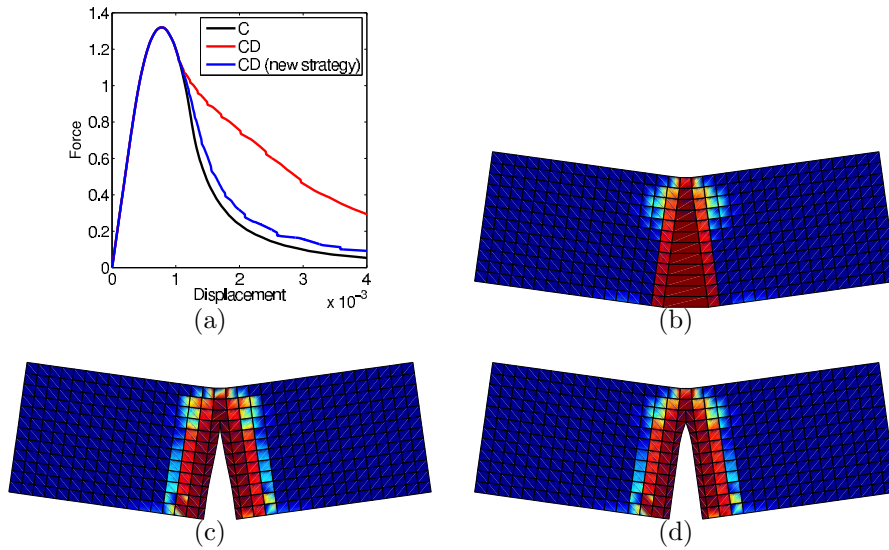 1.4
1.2
1
0.8
0.6
0.4
0.2
0
Force
C
CD
CD (new strategy)
0 1 2 3 4
Displacement
x 10⁻³
(a)
(b)
(c)
(d)